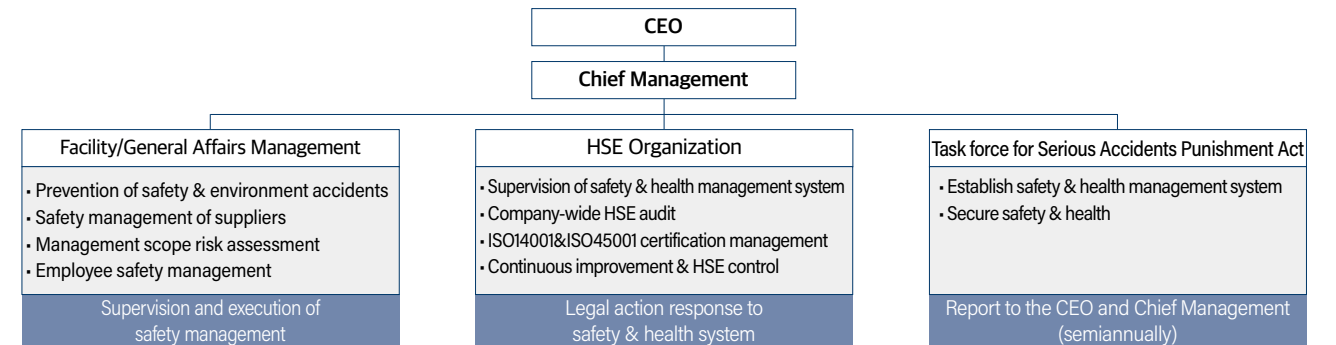 CEO
Chief Management
Facility/General Affairs Management
· Prevention of safety & environment accidents
· Safety management of suppliers
· Management scope risk assessment
· Employee safety management
Supervision and execution of
safety management
HSE Organization
· Supervision of safety & health management system
· Company-wide HSE audit
· ISO14001&ISO45001 certification management
· Continuous improvement & HSE control
Legal action response to
safety & health system
Task force for Serious Accidents Punishment Act
· Establish safety & health management system
· Secure safety & health
Report to the CEO and Chief Management
(semiannually)